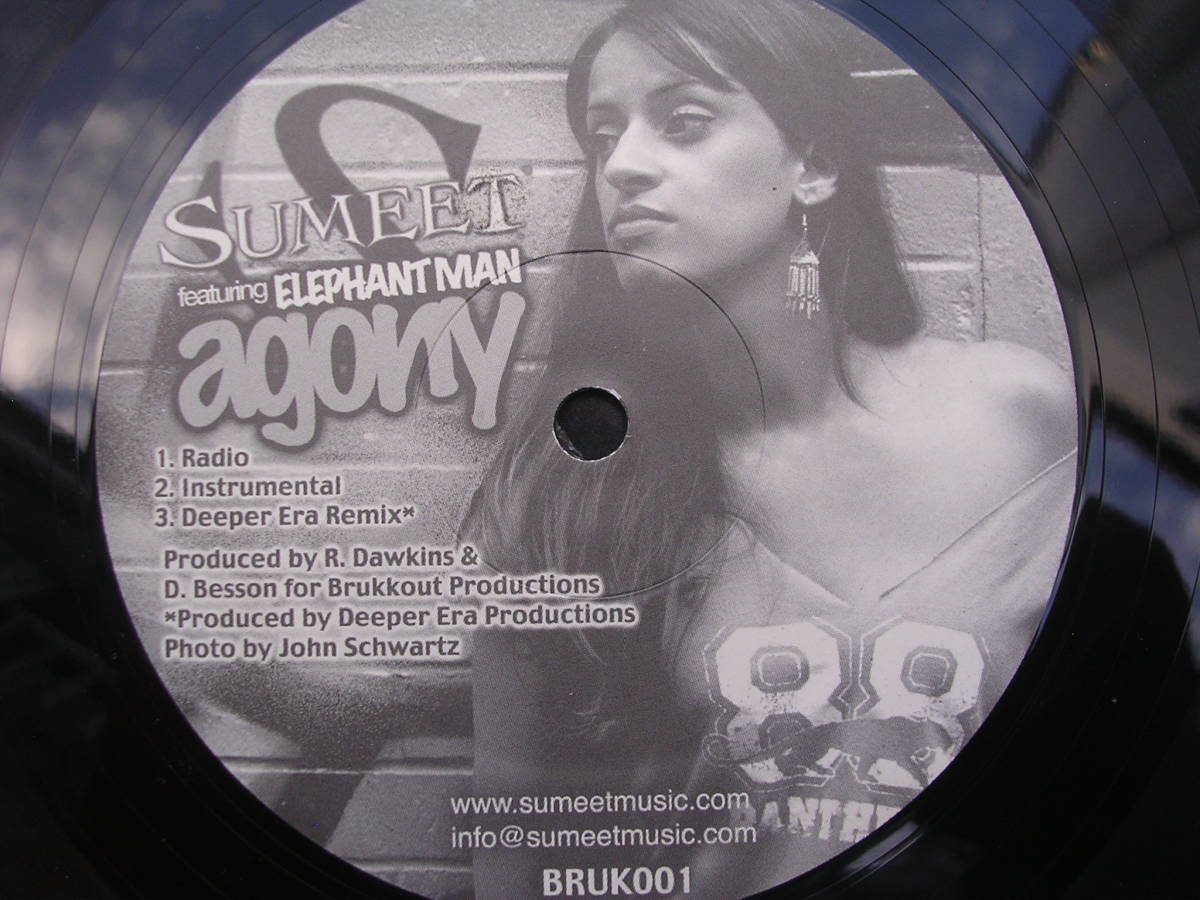 SUMEET
featuring ELEPHANT MAN
agony
1. Radio
2. Instrumental
3. Deeper Era Remix*
Produced by R. Dawkins &
D. Besson for Brukkout Productions
*Produced by Deeper Era Productions
Photo by John Schwartz
88
www.sumeetmusic.com
info@sumeetmusic.com
BRUK001